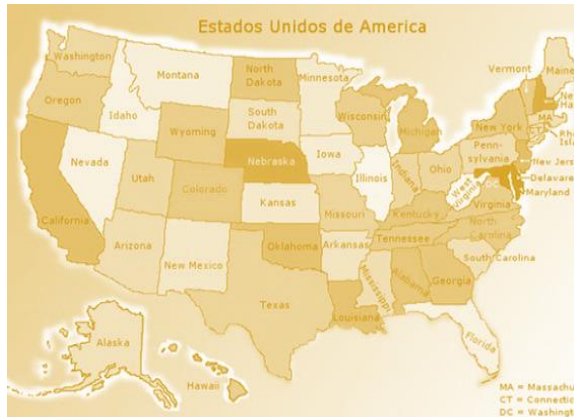 Estados Unidos de America
Washington
Oregon
Idaho
Montana
North
Dakota
South
Dakota
Minnesota
Wisconsin
Michigan
Vermont
Maine
Wyoming
Nebraska
Iowa
Illinois
Indiana
Ohio
Penn-
sylvania
New York
MA
CT
New Jers
Delaware
Maryland
DC
West
Virginia
Virginia
Nevada
Utah
Colorado
Kansas
Missouri
Kentucky
North
Carolina
South Carolina
Tennessee
California
Arizona
New Mexico
Oklahoma
Arkansas
Texas
Louisiana
Mississippi
Alabama
Georgia
Florida
Alaska
Hawaii
MA = Massachu
CT = Connectic
DC = Washingt